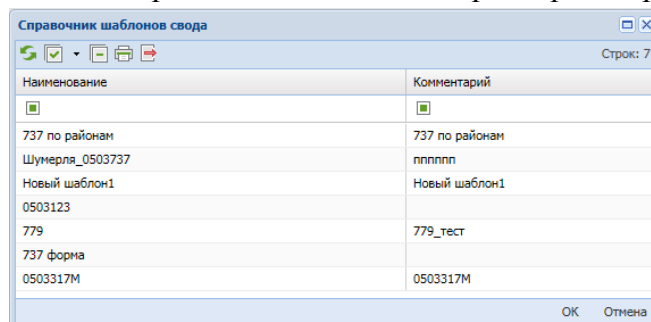 Справочник шаблонов свода
Строк: 7
Наименование Комментарий
737 по районам 737 по районам
Шумерля_0503737 пппппп
Новый шаблон1 Новый шаблон1
0503123
779 779_тест
737 форма
0503317М 0503317М
ОК Отмена